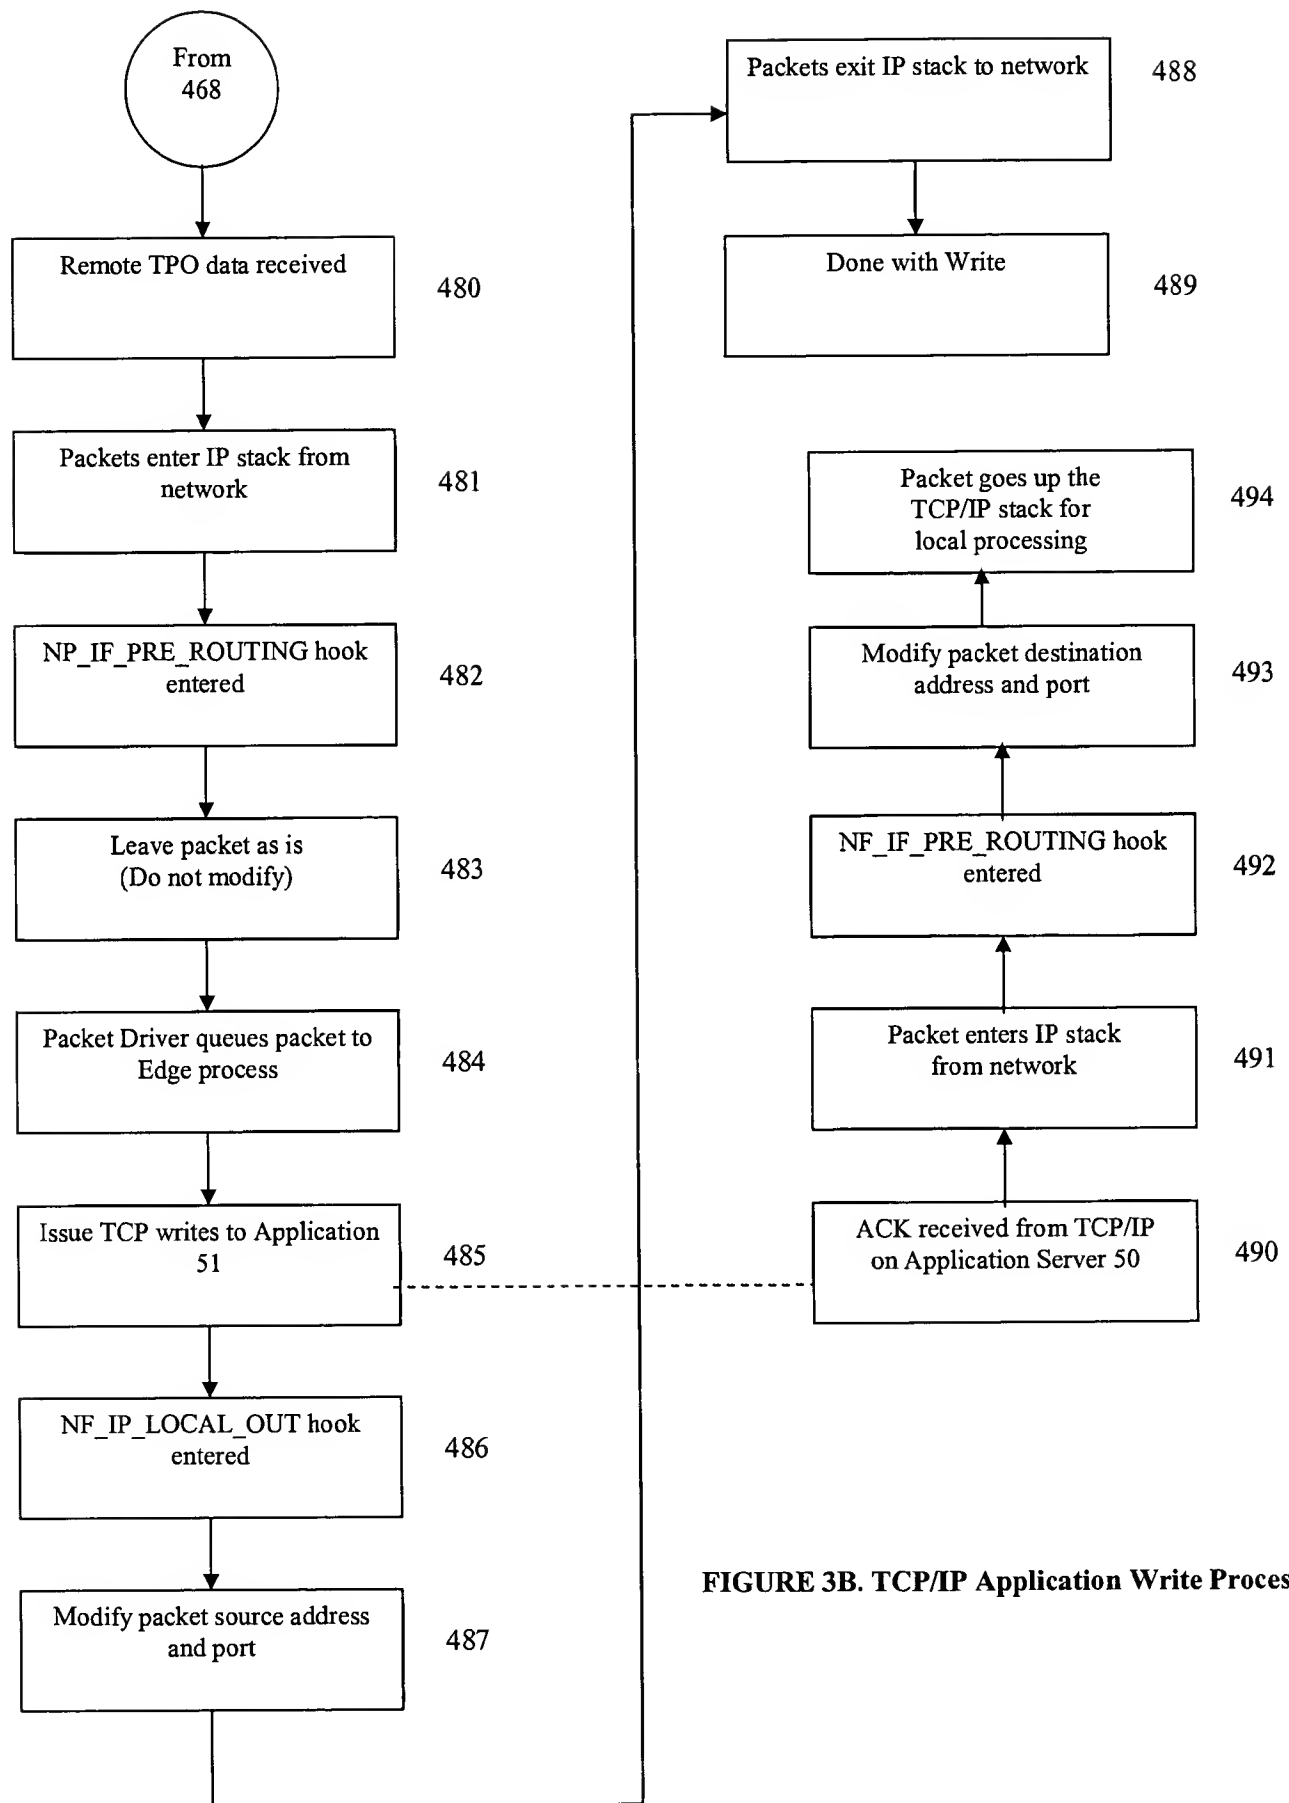 From
468
Remote TPO data received
480
Packets enter IP stack from
network
481
NP_IF_PRE_ROUTING hook
entered
482
Leave packet as is
(Do not modify)
483
Packet Driver queues packet to
Edge process
484
Issue TCP writes to Application
51
485
NF_IP_LOCAL_OUT hook
entered
486
Modify packet source address
and port
487
Packets exit IP stack to network
488
Done with Write
489
Packet goes up the
TCP/IP stack for
local processing
494
Modify packet destination
address and port
493
NF_IF_PRE_ROUTING hook
entered
492
Packet enters IP stack
from network
491
ACK received from TCP/IP
on Application Server 50
490
FIGURE 3B. TCP/IP Application Write Proces